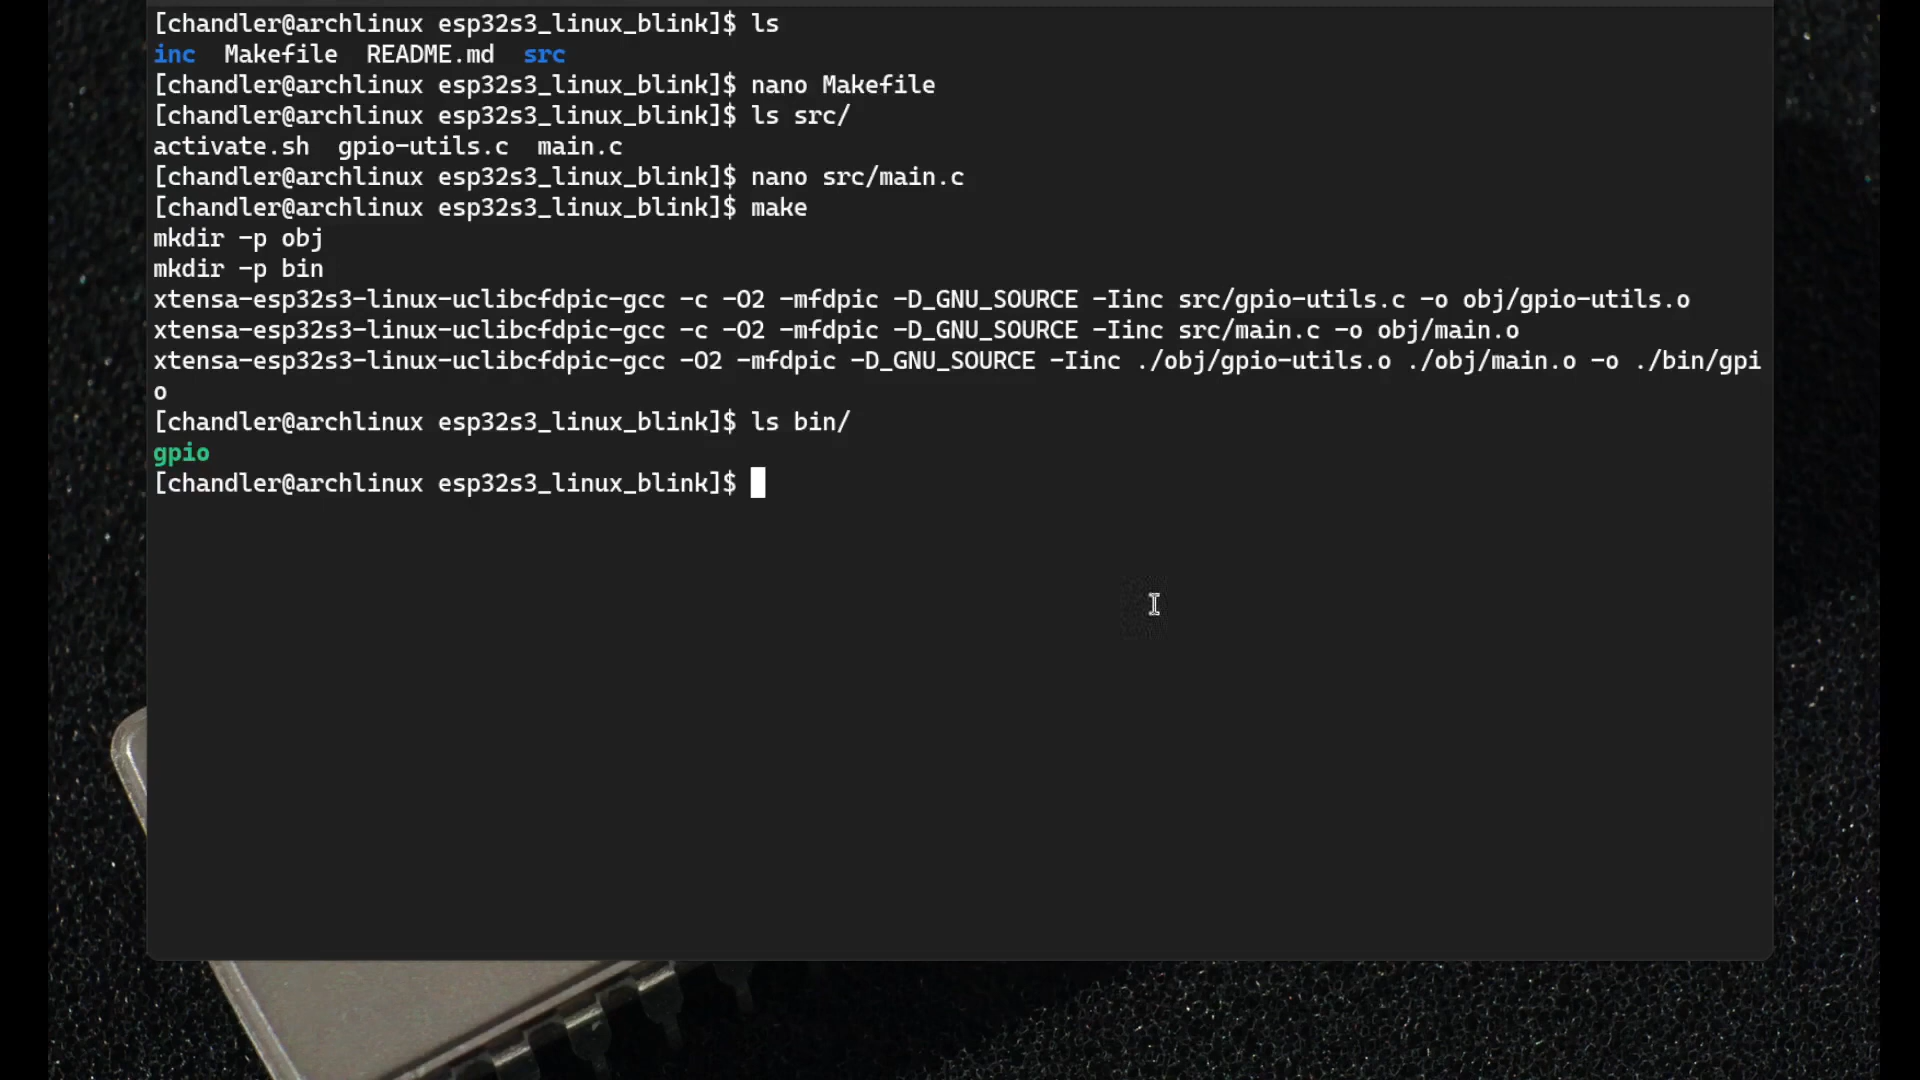 [chandler@archlinux esp32s3_linux_blink]$ ls
inc  Makefile  README.md  src
[chandler@archlinux esp32s3_linux_blink]$ nano Makefile
[chandler@archlinux esp32s3_linux_blink]$ ls src/
activate.sh  gpio-utils.c  main.c
[chandler@archlinux esp32s3_linux_blink]$ nano src/main.c
[chandler@archlinux esp32s3_linux_blink]$ make
mkdir -p obj
mkdir -p bin
xtensa-esp32s3-linux-uclibcfdpic-gcc -c -O2 -mfdpic -D_GNU_SOURCE -Iinc src/gpio-utils.c -o obj/gpio-utils.o
xtensa-esp32s3-linux-uclibcfdpic-gcc -c -O2 -mfdpic -D_GNU_SOURCE -Iinc src/main.c -o obj/main.o
xtensa-esp32s3-linux-uclibcfdpic-gcc -O2 -mfdpic -D_GNU_SOURCE -Iinc ./obj/gpio-utils.o ./obj/main.o -o ./bin/gpi
o
[chandler@archlinux esp32s3_linux_blink]$ ls bin/
gpio
[chandler@archlinux esp32s3_linux_blink]$